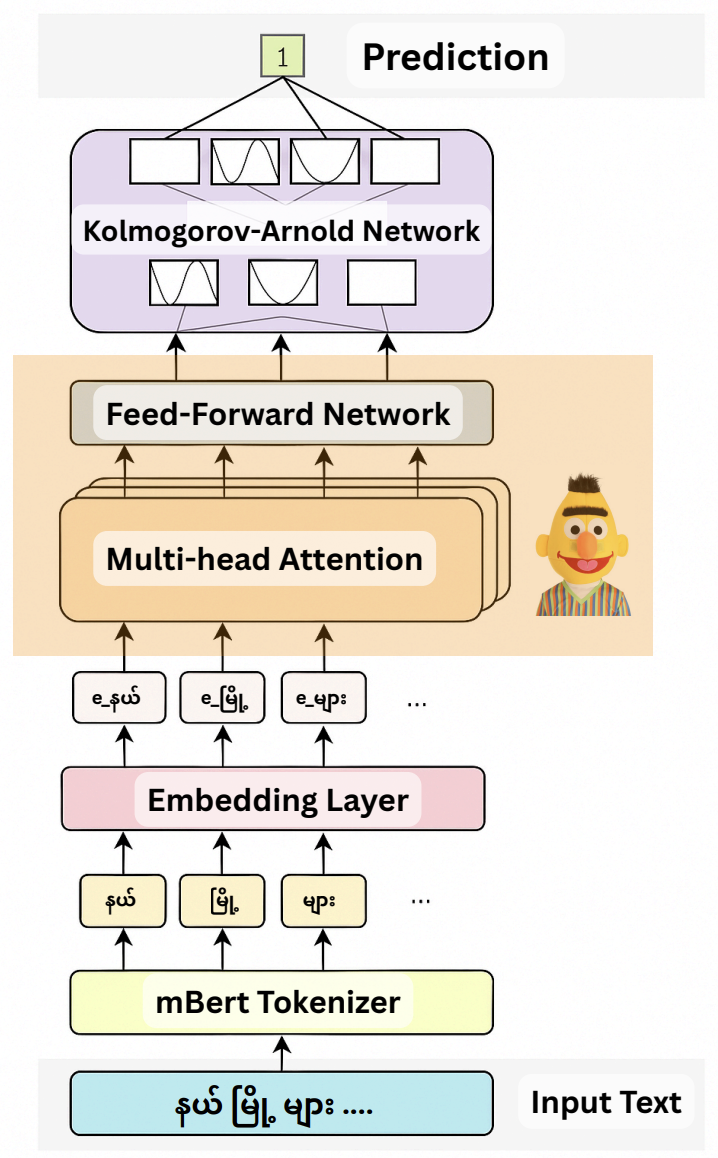 1
Prediction
Kolmogorov-Arnold Network
Feed-Forward Network
Multi-head Attention
e_နယ် e_မြို့ e_များ ...
Embedding Layer
နယ် မြို့ များ ...
mBert Tokenizer
နယ် မြို့ များ ....
Input Text